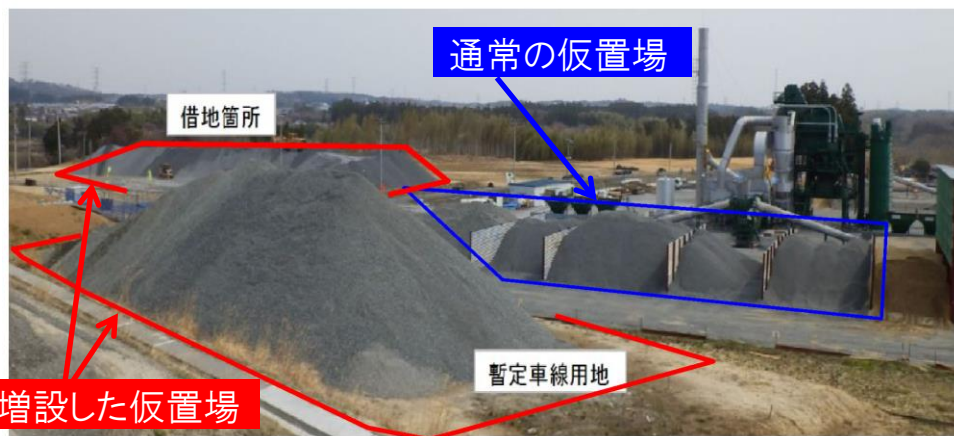 通常の仮置場
借地箇所
暫定車線用地
増設した仮置場